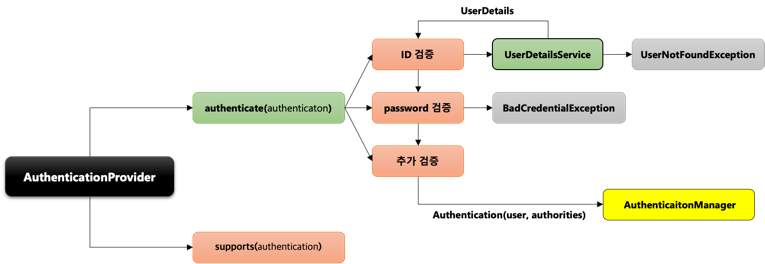 UserDetails
ID 검증
UserDetailsService
UserNotFoundException
authenticate(authenticaton)
password 검증
BadCredentialException
추가 검증
AuthenticationProvider
AuthenticaitonManager
Authentication(user, authorities)
supports(authentication)